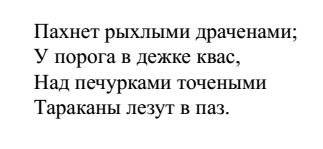 Пахнет рыхлыми драченами;
У порога в дежке квас,
Над печурками точеными
Тараканы лезут в паз.